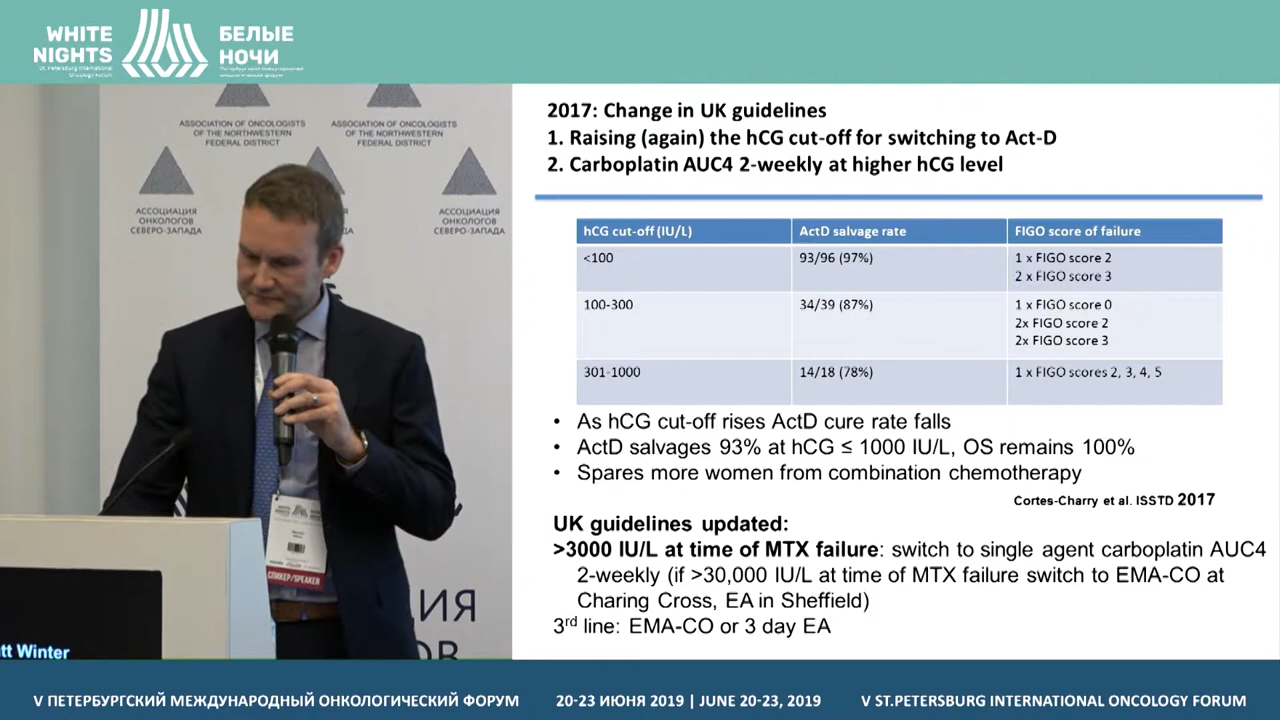 WHITE
NIGHTS
St. Petersburg International
Oncology Forum
БЕЛЫЕ
НОЧИ
ASSOCIATION OF ONCOLOGISTS
OF THE NORTHWESTERN
FEDERAL DISTRICT
ASSOCIATION OF ONCOLOGISTS
OF THE NORTHWESTERN
FEDERAL DISTRICT
АССОЦИАЦИЯ
ОНКОЛОГОВ
СЕВЕРО-ЗАПАДА
АССОЦИАЦИЯ
ОНКОЛОГОВ
СЕВЕРО-ЗАПАДА
WHITE
NIGHTS
СПИКЕР/SPEAKER
ЦИЯ
ОВ
tt Winter
2017: Change in UK guidelines
1. Raising (again) the hCG cut-off for switching to Act-D
2. Carboplatin AUC4 2-weekly at higher hCG level
hCG cut-off (IU/L) ActD salvage rate FIGO score of failure
<100 93/96 (97%) 1 x FIGO score 2
2 x FIGO score 3
100-300 34/39 (87%) 1 x FIGO score 0
2x FIGO score 2
2x FIGO score 3
301-1000 14/18 (78%) 1 x FIGO scores 2, 3, 4, 5
• As hCG cut-off rises ActD cure rate falls
• ActD salvages 93% at hCG ≤ 1000 IU/L, OS remains 100%
• Spares more women from combination chemotherapy
Cortes-Charry et al. ISSTD 2017
UK guidelines updated:
>3000 IU/L at time of MTX failure: switch to single agent carboplatin AUC4
2-weekly (if >30,000 IU/L at time of MTX failure switch to EMA-CO at
Charing Cross, EA in Sheffield)
3rd line: EMA-CO or 3 day EA
V ПЕТЕРБУРГСКИЙ МЕЖДУНАРОДНЫЙ ОНКОЛОГИЧЕСКИЙ ФОРУМ 20-23 ИЮНЯ 2019 | JUNE 20-23, 2019 V ST.PETERSBURG INTERNATIONAL ONCOLOGY FORUM